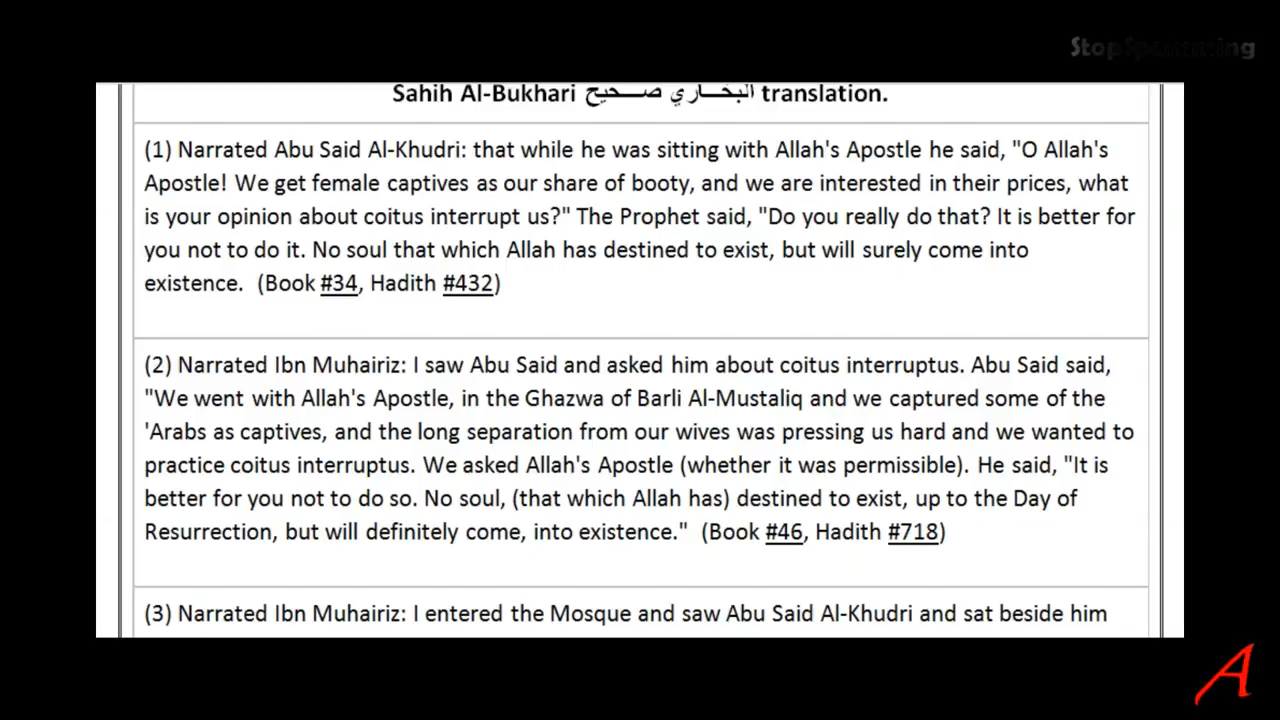 StopSpamming
Sahih Al-Bukhari صـــحيح البخـــاري translation.
(1) Narrated Abu Said Al-Khudri: that while he was sitting with Allah's Apostle he said, "O Allah's
Apostle! We get female captives as our share of booty, and we are interested in their prices, what
is your opinion about coitus interrupt us?" The Prophet said, "Do you really do that? It is better for
you not to do it. No soul that which Allah has destined to exist, but will surely come into
existence.  (Book #34, Hadith #432)
(2) Narrated Ibn Muhairiz: I saw Abu Said and asked him about coitus interruptus. Abu Said said,
"We went with Allah's Apostle, in the Ghazwa of Barli Al-Mustaliq and we captured some of the
'Arabs as captives, and the long separation from our wives was pressing us hard and we wanted to
practice coitus interruptus. We asked Allah's Apostle (whether it was permissible). He said, "It is
better for you not to do so. No soul, (that which Allah has) destined to exist, up to the Day of
Resurrection, but will definitely come, into existence."  (Book #46, Hadith #718)
(3) Narrated Ibn Muhairiz: I entered the Mosque and saw Abu Said Al-Khudri and sat beside him
A